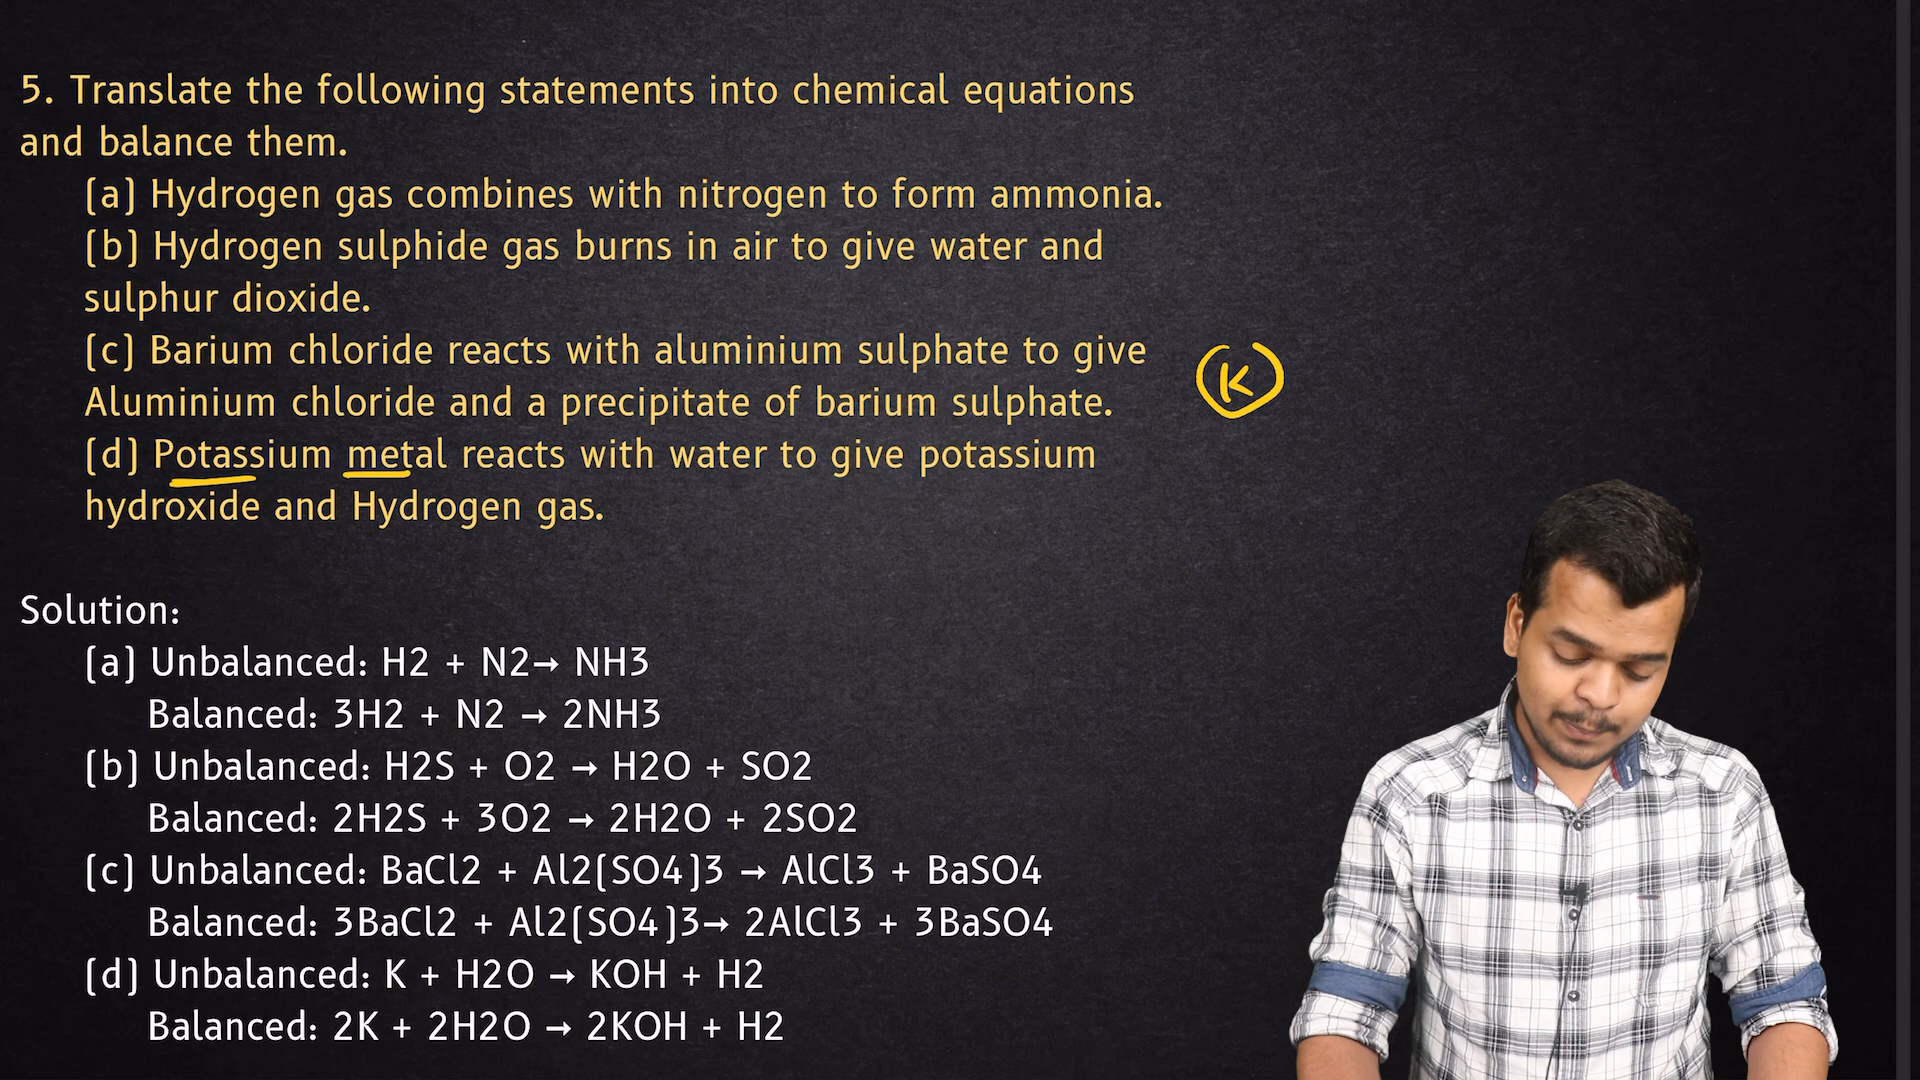 5. Translate the following statements into chemical equations
and balance them.
(a) Hydrogen gas combines with nitrogen to form ammonia.
(b) Hydrogen sulphide gas burns in air to give water and
sulphur dioxide.
(c) Barium chloride reacts with aluminium sulphate to give
Aluminium chloride and a precipitate of barium sulphate.
K
(d) Potassium metal reacts with water to give potassium
hydroxide and Hydrogen gas.
Solution:
(a) Unbalanced: H2 + N2→ NH3
Balanced: 3H2 + N2 → 2NH3
(b) Unbalanced: H2S + O2 → H2O + SO2
Balanced: 2H2S + 3O2 → 2H2O + 2SO2
(c) Unbalanced: BaCl2 + Al2(SO4)3 → AlCl3 + BaSO4
Balanced: 3BaCl2 + Al2(SO4)3→ 2AlCl3 + 3BaSO4
(d) Unbalanced: K + H2O → KOH + H2
Balanced: 2K + 2H2O → 2KOH + H2